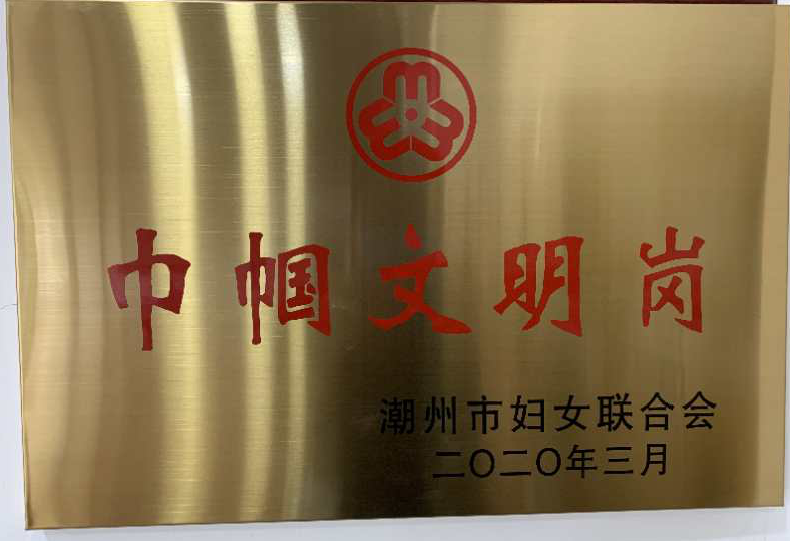 巾帼文明岗
潮州市妇女联合会
二〇二〇年三月